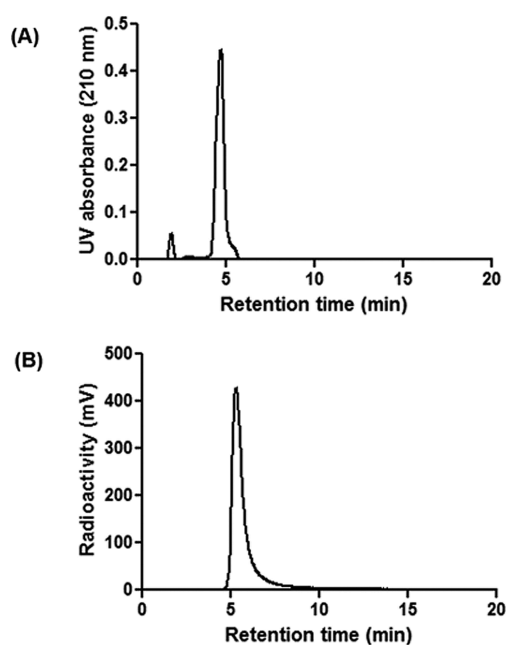 (A)
UV absorbance (210 nm)
0.5
0.4
0.3
0.2
0.1
0.0
0 5 10 15 20
Retention time (min)
(B)
Radioactivity (mV)
500
400
300
200
100
0
0 5 10 15 20
Retention time (min)